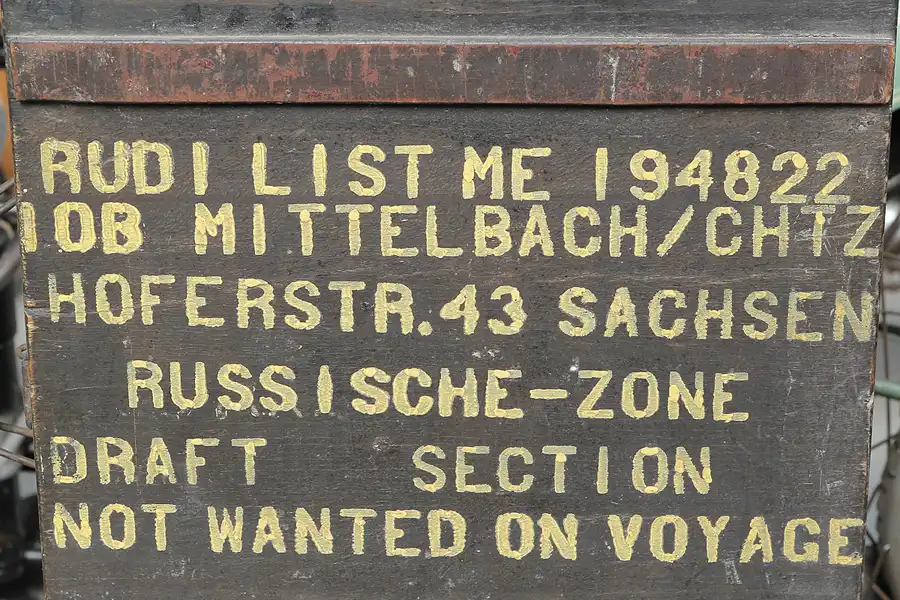 RUDI LIST ME 194822
10B MITTELBACH/CHTZ
HOFERSTR.43 SACHSEN
RUSSISCHE-ZONE
DRAFT SECTION
NOT WANTED ON VOYAGE